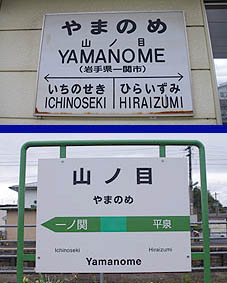 やまのめ
山ノ目
YAMANOME
(岩手県一関市)
いちのせき ひらいずみ
ICHINOSEKI HIRAIZUMI
山ノ目
やまのめ
一ノ関 平泉
Ichinoseki Hiraizumi
Yamanome